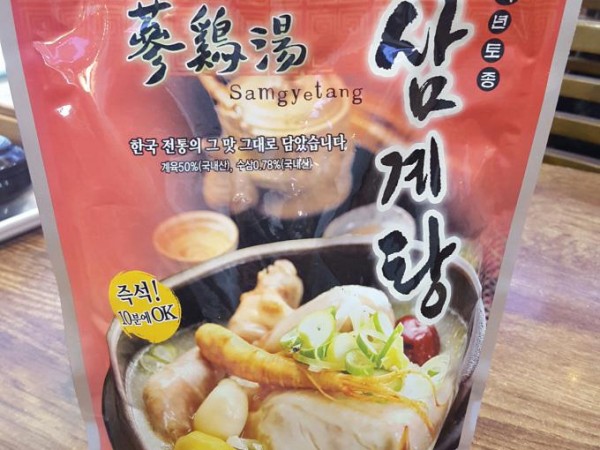 년토종
蔘鷄湯
삼계탕
Samgyetang
한국 전통의 그 맛 그대로 담았습니다
계육50%(국내산), 수삼0.78%(국내산)
즉석!
10분에 OK